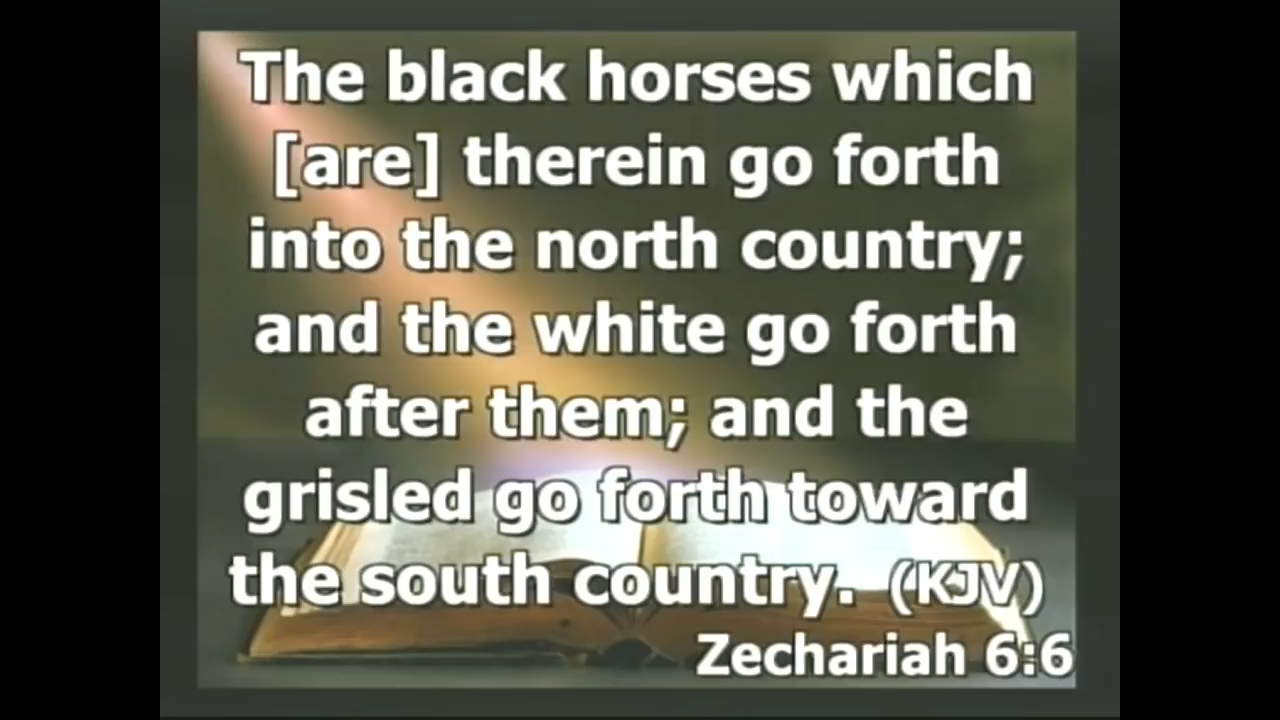 The black horses which
[are] therein go forth
into the north country;
and the white go forth
after them; and the
grisled go forth toward
the south country. (KJV)
Zechariah 6:6